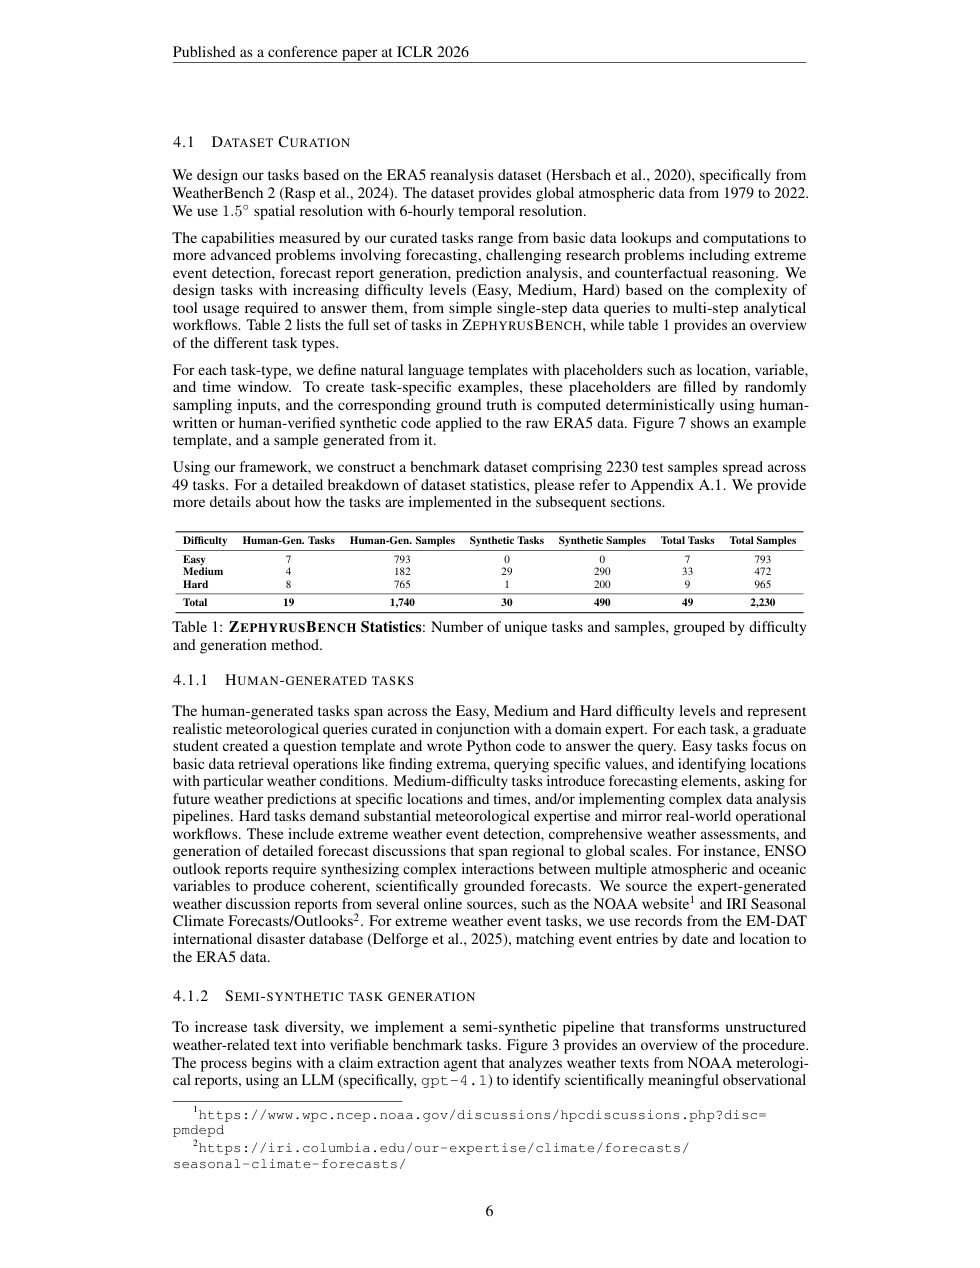 Published as a conference paper at ICLR 2026
4.1 DATASET CURATION
We design our tasks based on the ERA5 reanalysis dataset (Hersbach et al., 2020), specifically from
WeatherBench 2 (Rasp et al., 2024). The dataset provides global atmospheric data from 1979 to 2022.
We use 1.5° spatial resolution with 6-hourly temporal resolution.
The capabilities measured by our curated tasks range from basic data lookups and computations to
more advanced problems involving forecasting, challenging research problems including extreme
event detection, forecast report generation, prediction analysis, and counterfactual reasoning. We
design tasks with increasing difficulty levels (Easy, Medium, Hard) based on the complexity of
tool usage required to answer them, from simple single-step data queries to multi-step analytical
workflows. Table 2 lists the full set of tasks in ZEPHYRUSBENCH, while table 1 provides an overview
of the different task types.
For each task-type, we define natural language templates with placeholders such as location, variable,
and time window. To create task-specific examples, these placeholders are filled by randomly
sampling inputs, and the corresponding ground truth is computed deterministically using human-
written or human-verified synthetic code applied to the raw ERA5 data. Figure 7 shows an example
template, and a sample generated from it.
Using our framework, we construct a benchmark dataset comprising 2230 test samples spread across
49 tasks. For a detailed breakdown of dataset statistics, please refer to Appendix A.1. We provide
more details about how the tasks are implemented in the subsequent sections.
Difficulty Human-Gen. Tasks Human-Gen. Samples Synthetic Tasks Synthetic Samples Total Tasks Total Samples
Easy 7 793 0 0 7 793
Medium 4 182 29 290 33 472
Hard 8 765 1 200 9 965
Total 19 1,740 30 490 49 2,230
Table 1: ZEPHYRUSBENCH Statistics: Number of unique tasks and samples, grouped by difficulty
and generation method.
4.1.1 HUMAN-GENERATED TASKS
The human-generated tasks span across the Easy, Medium and Hard difficulty levels and represent
realistic meteorological queries curated in conjunction with a domain expert. For each task, a graduate
student created a question template and wrote Python code to answer the query. Easy tasks focus on
basic data retrieval operations like finding extrema, querying specific values, and identifying locations
with particular weather conditions. Medium-difficulty tasks introduce forecasting elements, asking for
future weather predictions at specific locations and times, and/or implementing complex data analysis
pipelines. Hard tasks demand substantial meteorological expertise and mirror real-world operational
workflows. These include extreme weather event detection, comprehensive weather assessments, and
generation of detailed forecast discussions that span regional to global scales. For instance, ENSO
outlook reports require synthesizing complex interactions between multiple atmospheric and oceanic
variables to produce coherent, scientifically grounded forecasts. We source the expert-generated
weather discussion reports from several online sources, such as the NOAA website1 and IRI Seasonal
Climate Forecasts/Outlooks2. For extreme weather event tasks, we use records from the EM-DAT
international disaster database (Delforge et al., 2025), matching event entries by date and location to
the ERA5 data.
4.1.2 SEMI-SYNTHETIC TASK GENERATION
To increase task diversity, we implement a semi-synthetic pipeline that transforms unstructured
weather-related text into verifiable benchmark tasks. Figure 3 provides an overview of the procedure.
The process begins with a claim extraction agent that analyzes weather texts from NOAA meterologi-
cal reports, using an LLM (specifically, gpt-4.1) to identify scientifically meaningful observational
1https://www.wpc.ncep.noaa.gov/discussions/hpcdiscussions.php?disc=
pmdepd
2https://iri.columbia.edu/our-expertise/climate/forecasts/
seasonal-climate-forecasts/
6